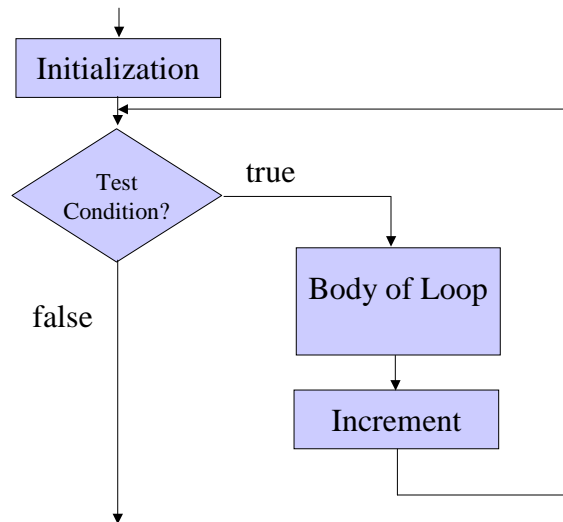 Initialization
Test
Condition?
true
Body of Loop
false
Increment